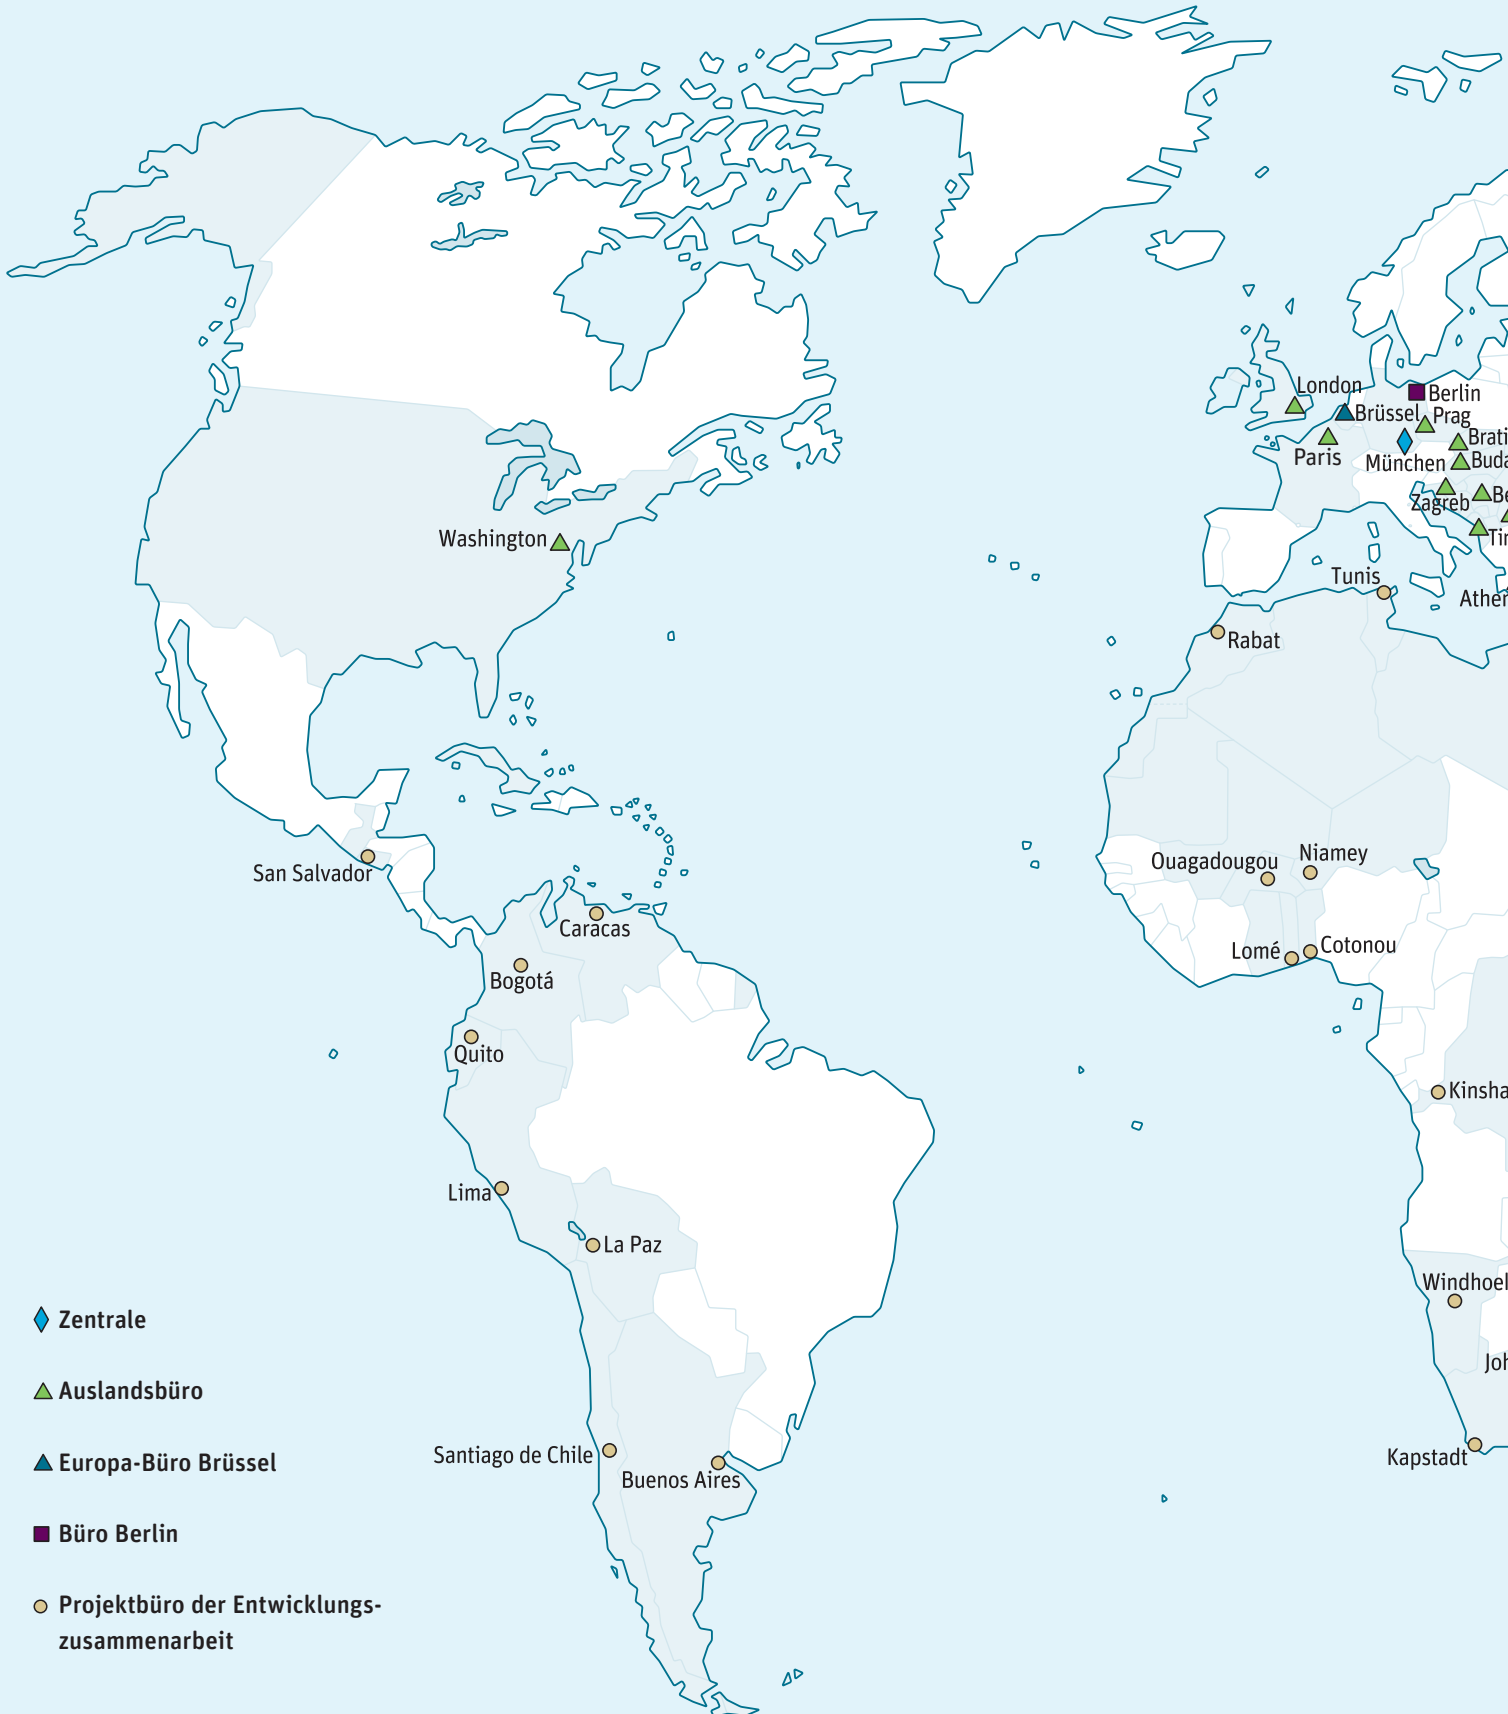 London
Berlin
Brüssel
Prag
Brati
Paris
München
Buda
Zagreb
Be
Washington
Tir
Tunis
Athen
Rabat
San Salvador
Ouagadougou
Niamey
Caracas
Lomé
Cotonou
Bogotá
Quito
Kinsha
Lima
La Paz
Windhoek
Joh
Santiago de Chile
Buenos Aires
Kapstadt
Zentrale
Auslandsbüro
Europa-Büro Brüssel
Büro Berlin
Projektbüro der Entwicklungs-
zusammenarbeit